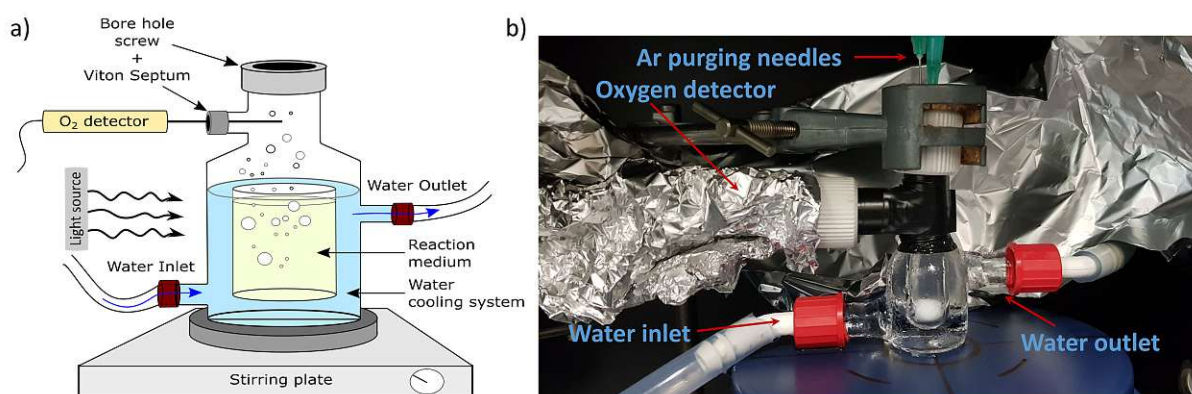 a)
Bore hole
screw
+
Viton Septum
O₂ detector
Light source
Water Outlet
Water Inlet
Reaction
medium
Water
cooling system
Stirring plate
b)
Ar purging needles
Oxygen detector
Water inlet
Water outlet